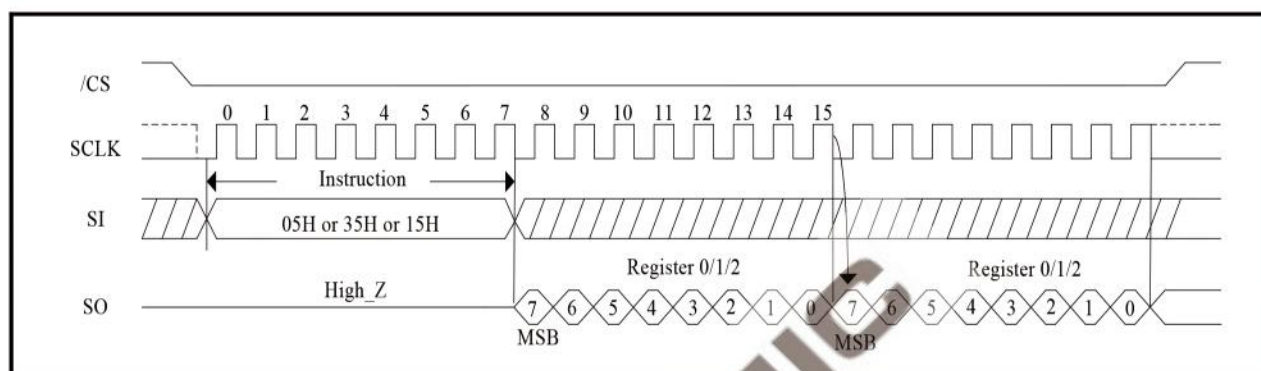 /CS
0 1 2 3 4 5 6 7 8 9 10 11 12 13 14 15
SCLK
Instruction
SI
05H or 35H or 15H
Register 0/1/2 Register 0/1/2
High_Z
SO
7 6 5 4 3 2 1 0 7 6 5 4 3 2 1 0
MSB MSB